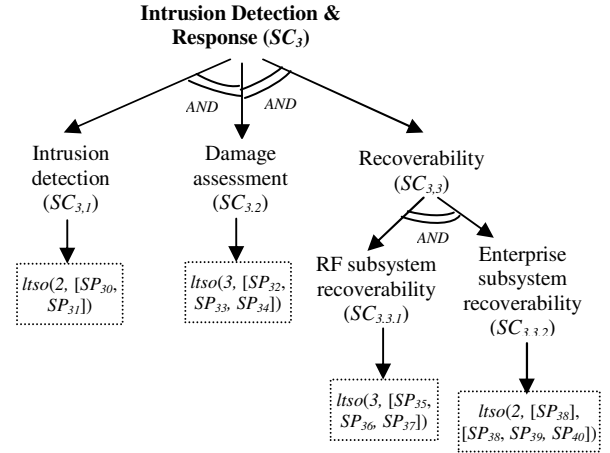 Intrusion Detection &
Response (SC3)
AND
AND
Intrusion
detection
(SC3,1)
Damage
assessment
(SC3.2)
Recoverability
(SC3,3)
AND
ltso(2, [SP30,
SP31])
ltso(3, [SP32,
SP33, SP34])
RF subsystem
recoverability
(SC3.3.1)
Enterprise
subsystem
recoverability
(SC3.3.2)
ltso(3, [SP35,
SP36, SP37])
ltso(2, [SP38],
[SP38, SP39, SP40])